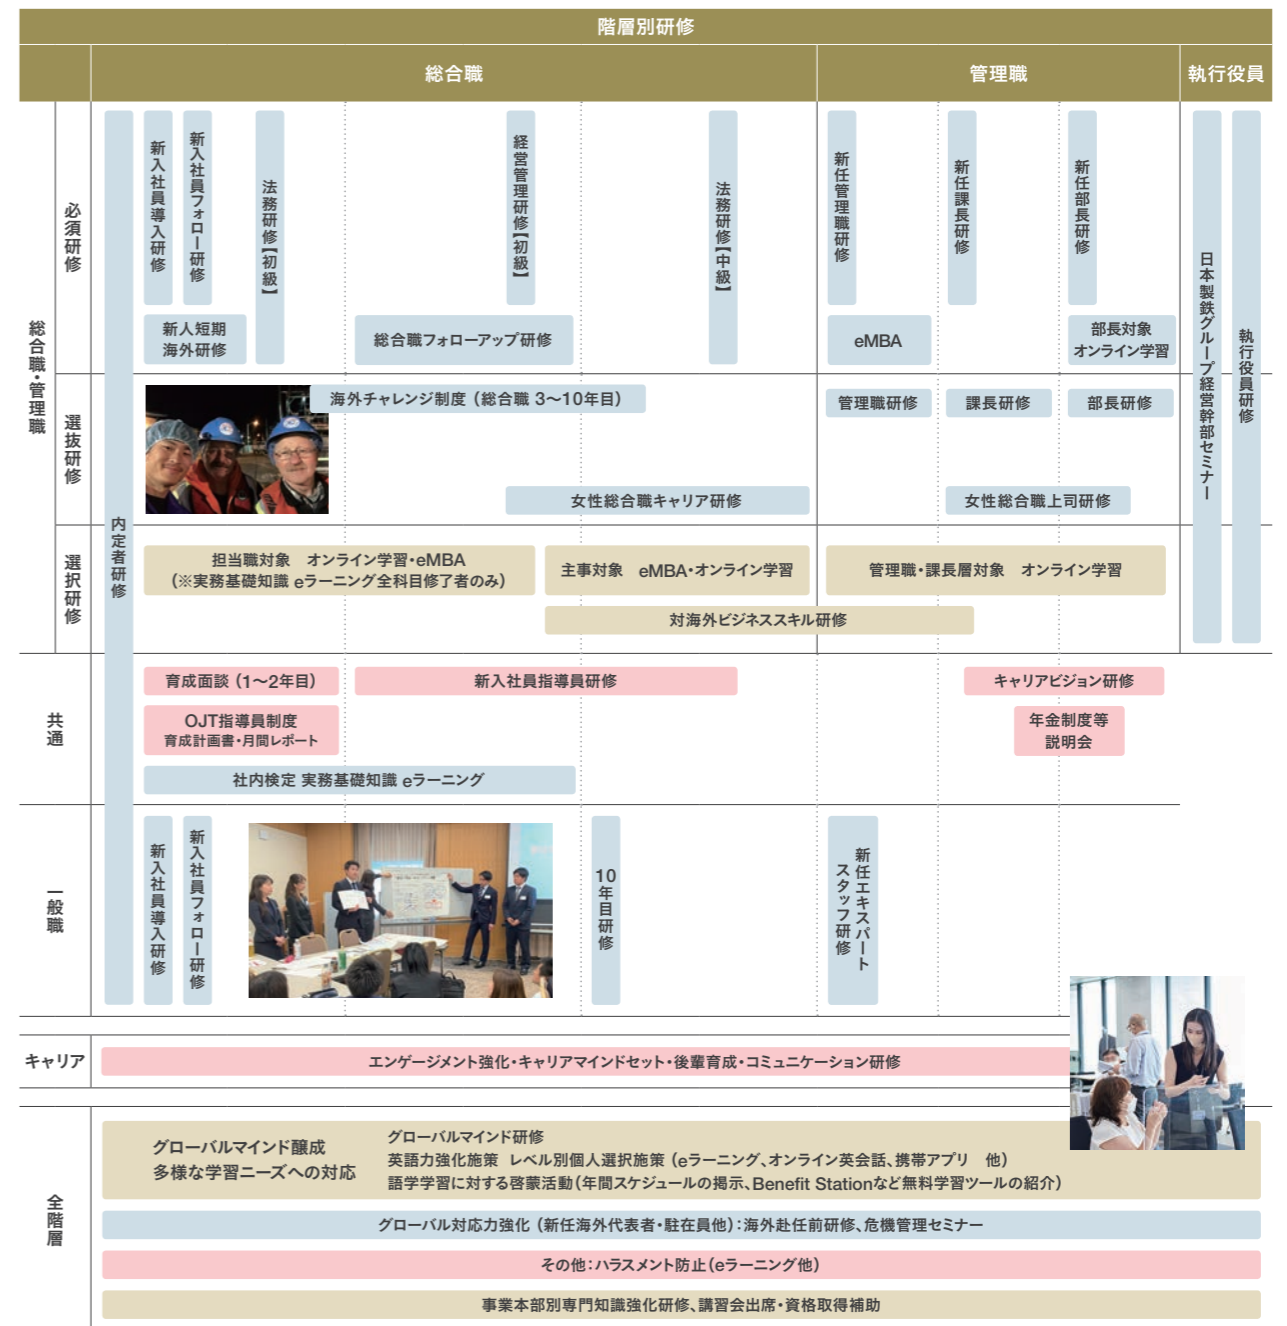 階層別研修
総合職
管理職
執行役員
総合職・管理職
必須研修
内定者研修
新入社員導入研修
新入社員フォロー研修
法務研修【初級】
経営管理研修【初級】
法務研修【中級】
新任管理職研修
新任課長研修
新任部長研修
日本製鉄グループ経営幹部セミナー
執行役員研修
新人短期
海外研修
総合職フォローアップ研修
eMBA
部長対象
オンライン学習
選抜研修
海外チャレンジ制度（総合職 3〜10年目）
管理職研修
課長研修
部長研修
女性総合職キャリア研修
女性総合職上司研修
選択研修
担当職対象　オンライン学習・eMBA
（※実務基礎知識 eラーニング全科目修了者のみ）
主事対象　eMBA・オンライン学習
管理職・課長層対象　オンライン学習
対海外ビジネススキル研修
共通
育成面談（1〜2年目）
新入社員指導員研修
キャリアビジョン研修
OJT指導員制度
育成計画書・月間レポート
年金制度等
説明会
社内検定 実務基礎知識 eラーニング
一般職
新入社員導入研修
新入社員フォロー研修
10年目研修
新任エキスパート
スタッフ研修
キャリア
エンゲージメント強化・キャリアマインドセット・後輩育成・コミュニケーション研修
全階層
グローバルマインド醸成
多様な学習ニーズへの対応
グローバルマインド研修
英語力強化施策　レベル別個人選択施策（eラーニング、オンライン英会話、携帯アプリ　他）
語学学習に対する啓蒙活動（年間スケジュールの掲示、Benefit Stationなど無料学習ツールの紹介）
グローバル対応力強化（新任海外代表者・駐在員他）：海外赴任前研修、危機管理セミナー
その他：ハラスメント防止（eラーニング他）
事業本部別専門知識強化研修、講習会出席・資格取得補助